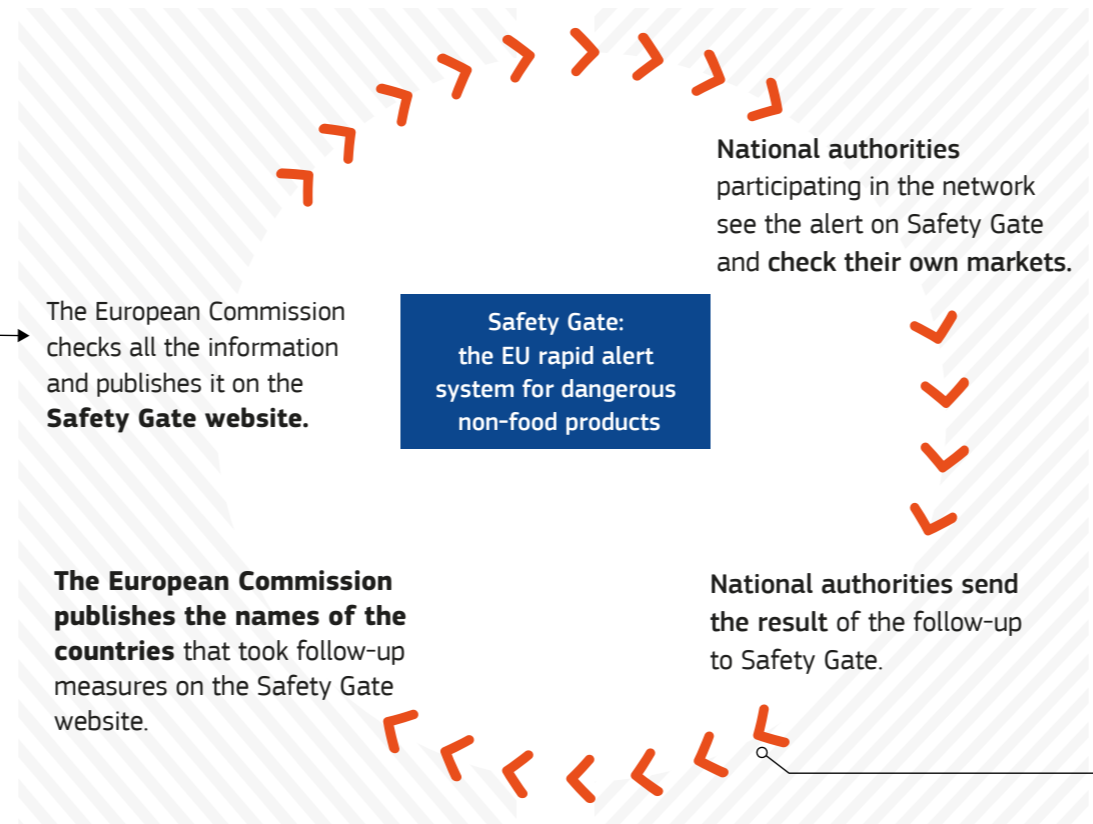 National authorities
participating in the network
see the alert on Safety Gate
and check their own markets.
The European Commission
checks all the information
and publishes it on the
Safety Gate website.
Safety Gate:
the EU rapid alert
system for dangerous
non-food products
The European Commission
publishes the names of the
countries that took follow-up
measures on the Safety Gate
website.
National authorities send
the result of the follow-up
to Safety Gate.